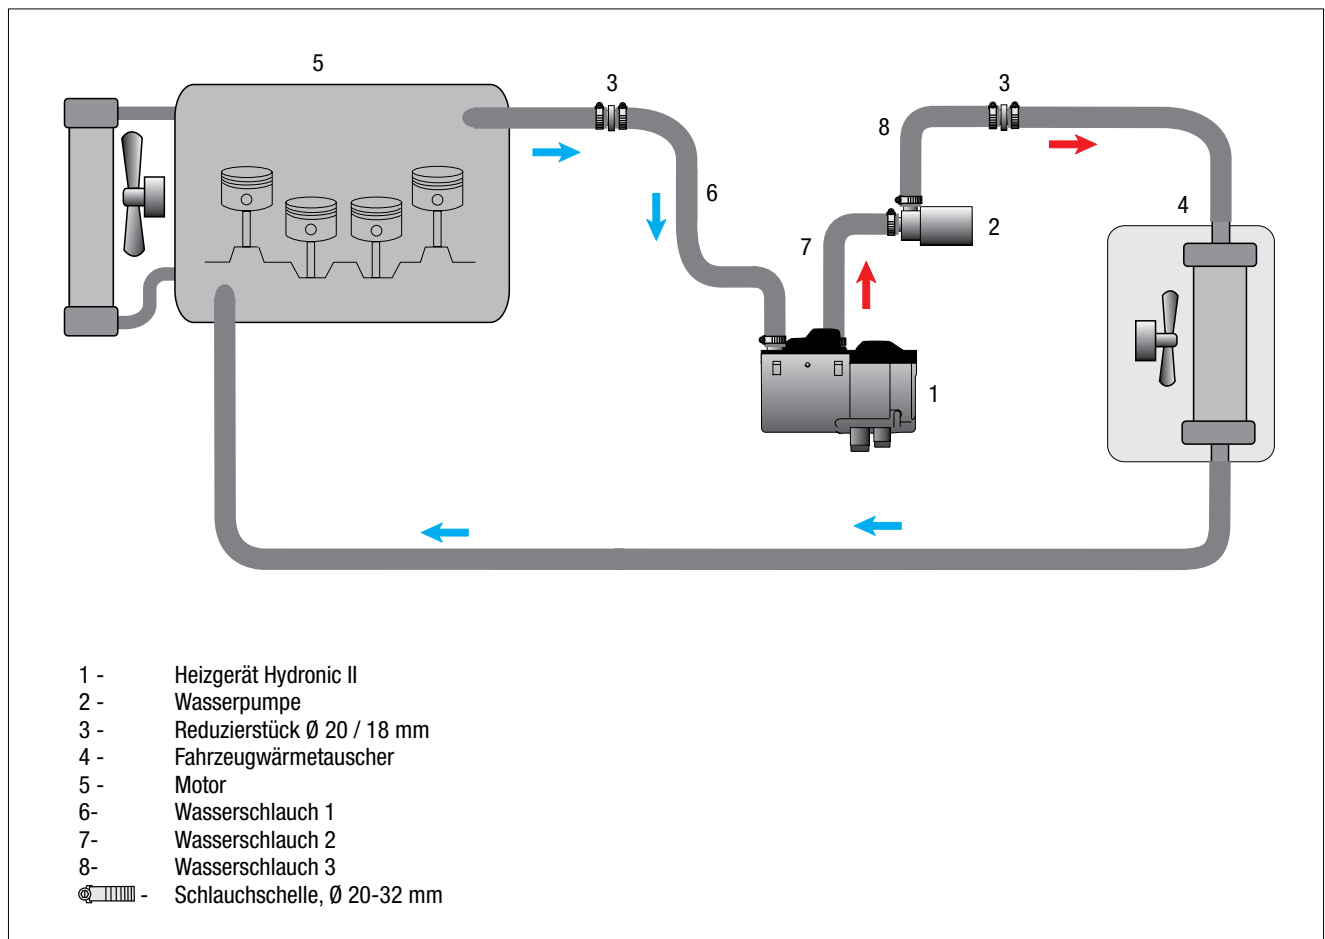 5
3
3
8
6
4
2
7
1
1 - Heizgerät Hydronic II
2 - Wasserpumpe
3 - Reduzierstück Ø 20 / 18 mm
4 - Fahrzeugwärmetauscher
5 - Motor
6- Wasserschlauch 1
7- Wasserschlauch 2
8- Wasserschlauch 3
- Schlauchschelle, Ø 20-32 mm